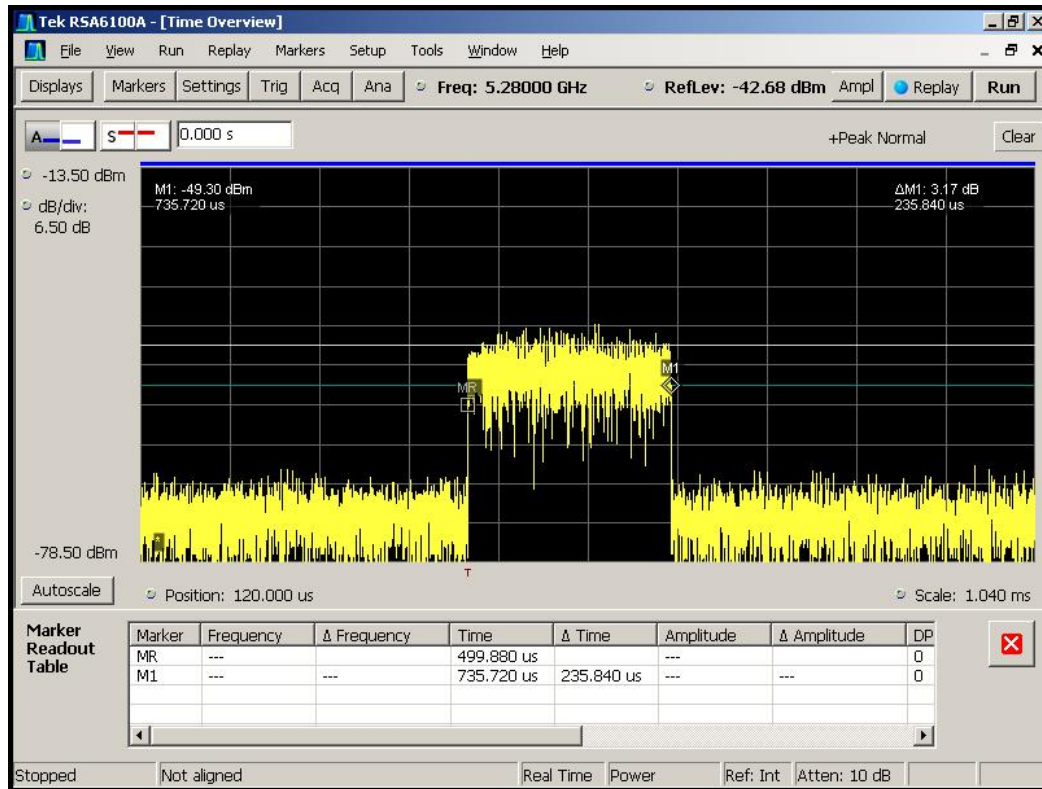 Tek RSA6100A - [Time Overview]
File View Run Replay Markers Setup Tools Window Help
Displays Markers Settings Trig Acq Ana Freq: 5.28000 GHz RefLev: -42.68 dBm Ampl Replay Run
A S 0.000 s +Peak Normal Clear
-13.50 dBm
dB/div:
6.50 dB
M1: -49.30 dBm
735.720 us
ΔM1: 3.17 dB
235.840 us
M1
MR
-78.50 dBm
T
Autoscale Position: 120.000 us Scale: 1.040 ms
Marker
Readout
Table
Marker Frequency Δ Frequency Time Δ Time Amplitude Δ Amplitude DP
MR --- 499.880 us --- 0
M1 --- --- 735.720 us 235.840 us --- --- 0
Stopped Not aligned Real Time Power Ref: Int Atten: 10 dB